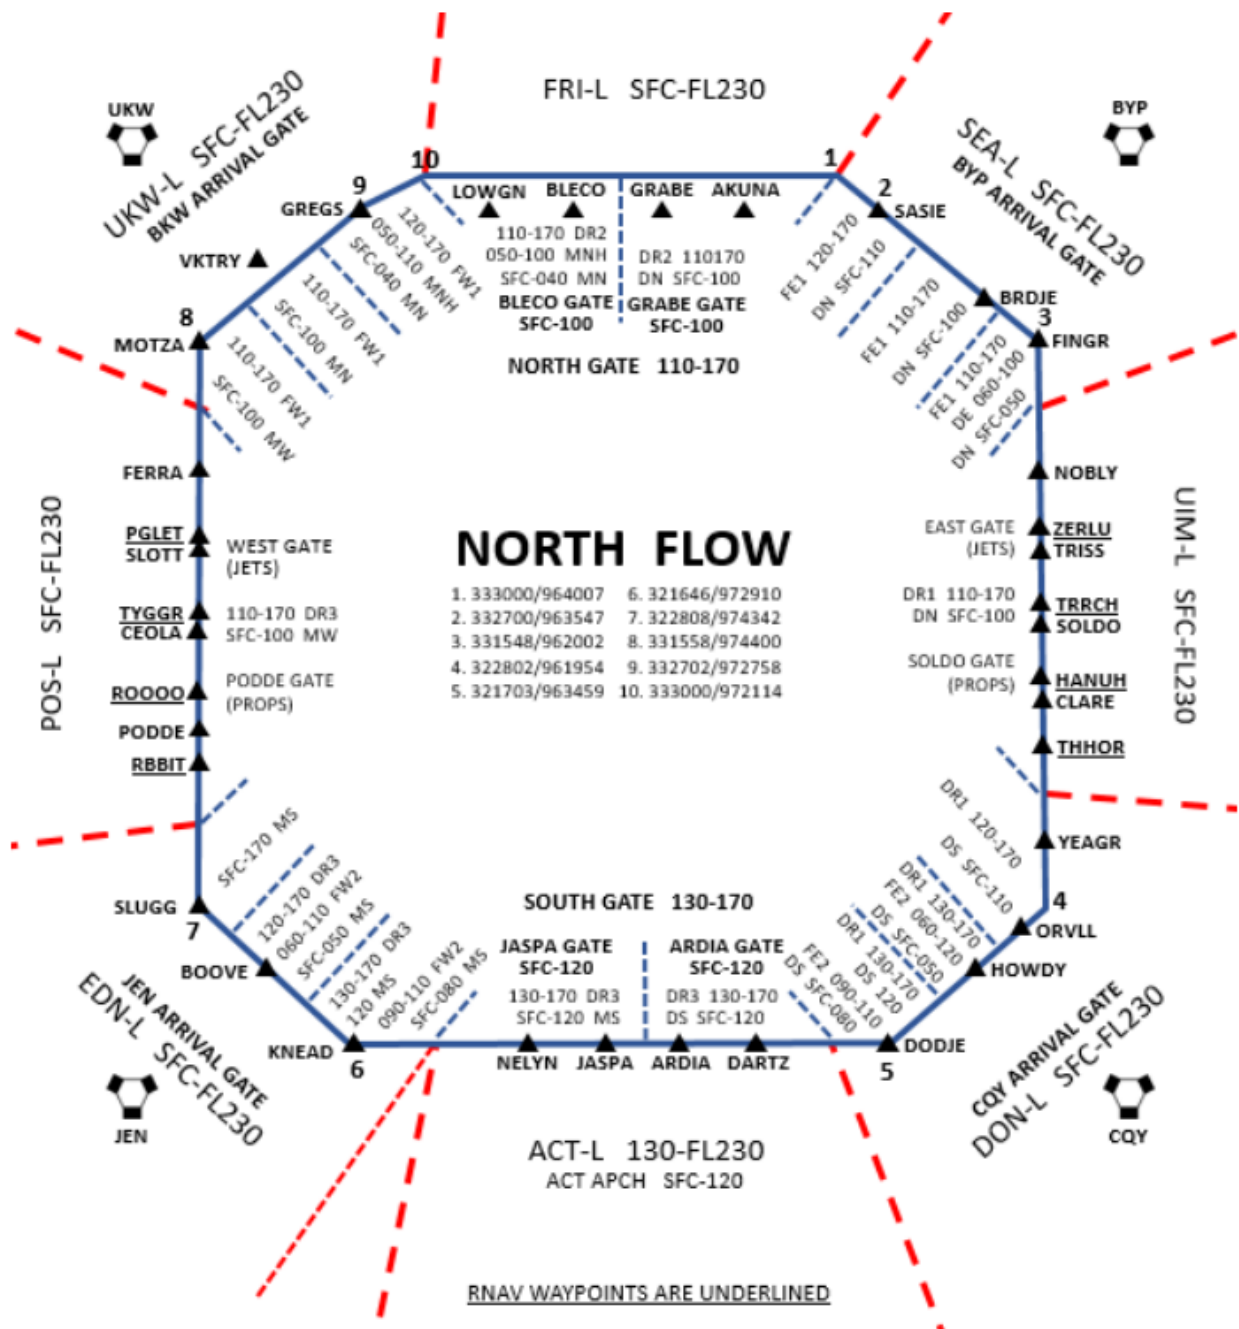 FRI-L SFC-FL230
UKW
UKW-L SFC-FL230
BKW ARRIVAL GATE
BYP
SEA-L SFC-FL230
BYP ARRIVAL GATE
10
1
9
2
GREGS
LOWGN
BLECO
GRABE
AKUNA
SASIE
VKTRY
120-170 FW1
050-110 MNH
SFC-040 MN
110-170 DR2
050-100 MNH
SFC-040 MN
BLECO GATE
SFC-100
DR2 110170
DN SFC-100
GRABE GATE
SFC-100
NORTH GATE 110-170
FE1 120-170
DN SFC-110
FE1 110-170
DN SFC-100
FE1 110-170
DE 060-100
DN SFC-050
BRDJE
3
FINGR
8
MOTZA
110-170 FW1
SFC-100 MN
110-170 FW1
SFC-100 MW
FERRA
NOBLY
POS-L SFC-FL230
PGLET
SLOTT
WEST GATE
(JETS)
TYGGR
CEOLA
110-170 DR3
SFC-100 MW
ROOOO
PODDE GATE
(PROPS)
PODDE
RBBIT
NORTH FLOW
1. 333000/964007 6. 321646/972910
2. 332700/963547 7. 322808/974342
3. 331548/962002 8. 331558/974400
4. 322802/961954 9. 332702/972758
5. 321703/963459 10. 333000/972114
EAST GATE
(JETS)
ZERLU
TRISS
DR1 110-170
DN SFC-100
TRRCH
SOLDO
SOLDO GATE
(PROPS)
HANUH
CLARE
THHOR
UIM-L SFC-FL230
YEAGR
4
ORVLL
HOWDY
DODJE
5
DR1 120-170
DS SFC-110
DR1 130-170
FE2 060-120
DS SFC-050
DR1 130-170
DS 120
FE2 090-110
DS SFC-080
SLUGG
7
BOOVE
KNEAD
6
SFC-170 MS
120-170 DR3
060-110 FW2
SFC-050 MS
130-170 DR3
120 MS
090-110 FW2
SFC-080 MS
SOUTH GATE 130-170
JASPA GATE
SFC-120
130-170 DR3
SFC-120 MS
ARDIA GATE
SFC-120
DR3 130-170
DS SFC-120
NELYN
JASPA
ARDIA
DARTZ
JEN ARRIVAL GATE
EDN-L SFC-FL230
JEN
CQY ARRIVAL GATE
DON-L SFC-FL230
CQY
ACT-L 130-FL230
ACT APCH SFC-120
RNAV WAYPOINTS ARE UNDERLINED